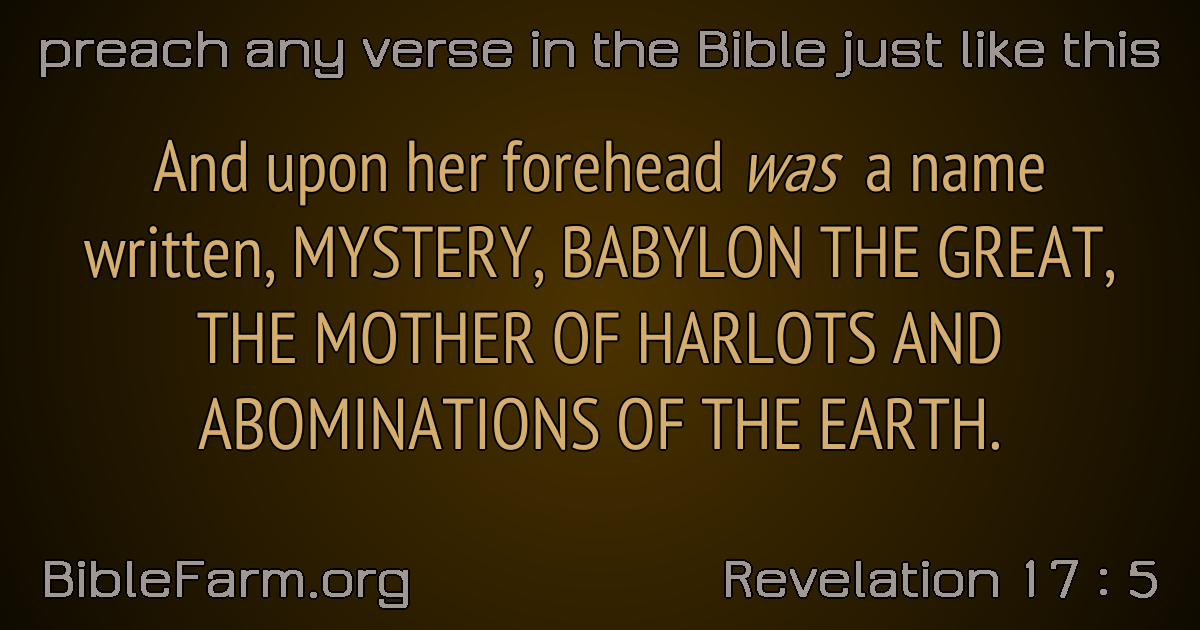 preach any verse in the Bible just like this
And upon her forehead was a name
written, MYSTERY, BABYLON THE GREAT,
THE MOTHER OF HARLOTS AND
ABOMINATIONS OF THE EARTH.
BibleFarm.org
Revelation 17 : 5